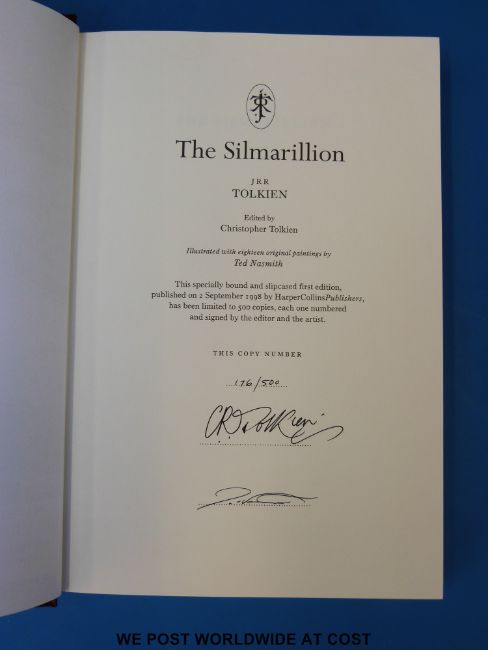 The Silmarillion
JRR
TOLKIEN
Edited by
Christopher Tolkien
Illustrated with eighteen original paintings by
Ted Nasmith
This specially bound and slipcased first edition,
published on 2 September 1998 by HarperCollinsPublishers,
has been limited to 500 copies, each one numbered
and signed by the editor and the artist.
THIS COPY NUMBER
176/500
CRTolkien
WE POST WORLDWIDE AT COST